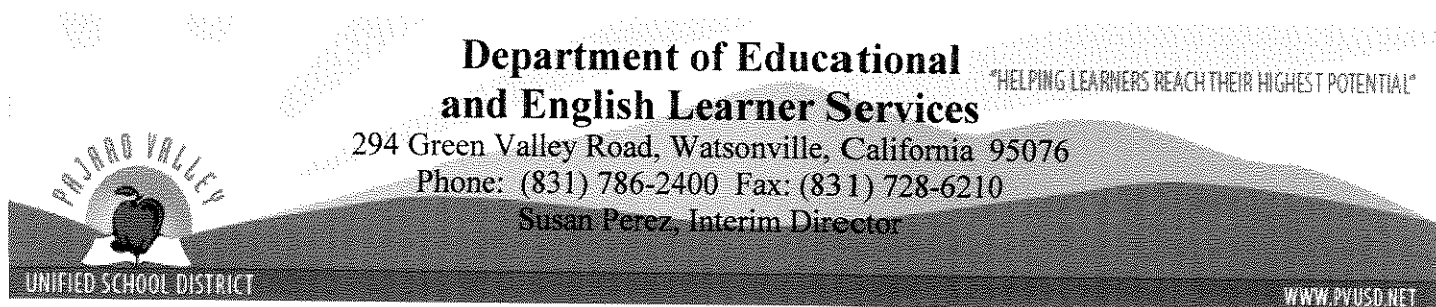 Department of Educational
and English Learner Services
"HELPING LEARNERS REACH THEIR HIGHEST POTENTIAL"
294 Green Valley Road, Watsonville, California 95076
Phone: (831) 786-2400 Fax: (831) 728-6210
Susan Perez, Interim Director
PAJARO VALLEY
UNIFIED SCHOOL DISTRICT
WWW.PVUSD.NET